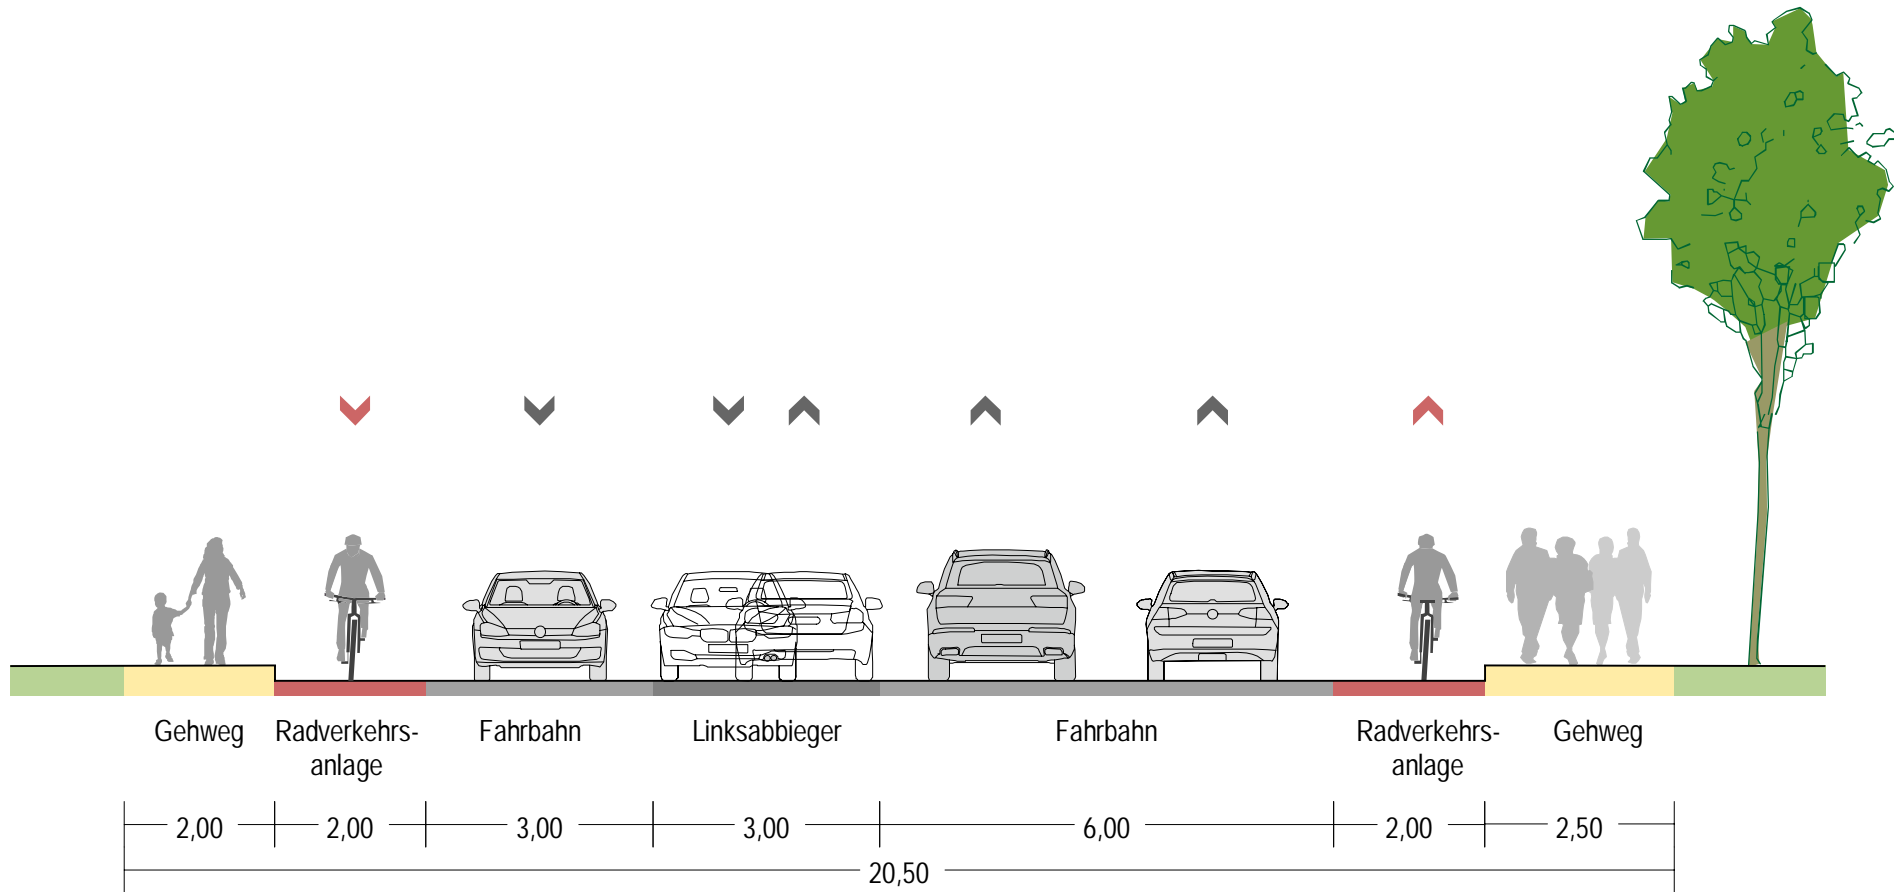 Gehweg Radverkehrs- Fahrbahn Linksabbieger Fahrbahn Radverkehrs- Gehweg
anlage anlage
2,00 2,00 3,00 3,00 6,00 2,00 2,50
20,50